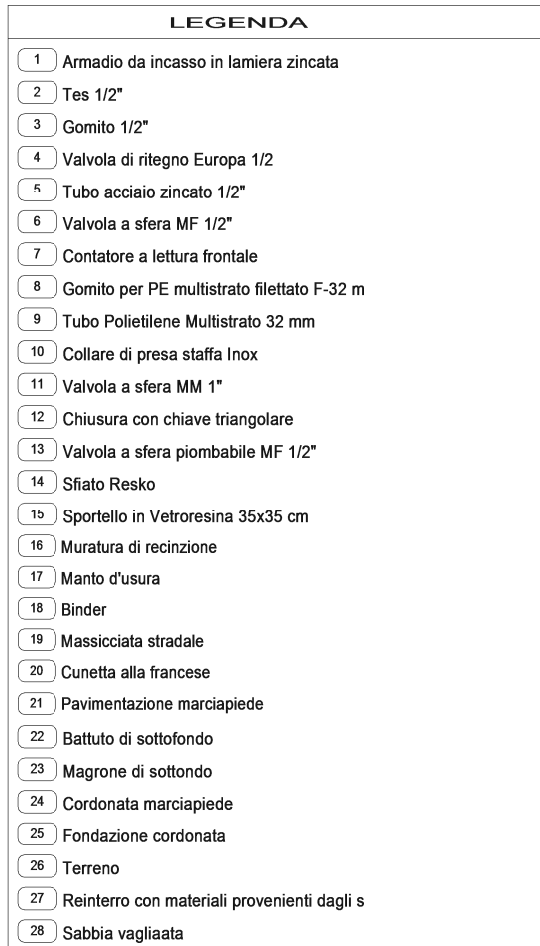 LEGENDA
1 Armadio da incasso in lamiera zincata
2 Tes 1/2"
3 Gomito 1/2"
4 Valvola di ritegno Europa 1/2
5 Tubo acciaio zincato 1/2"
6 Valvola a sfera MF 1/2"
7 Contatore a lettura frontale
8 Gomito per PE multistrato filettato F-32 m
9 Tubo Polietilene Multistrato 32 mm
10 Collare di presa staffa Inox
11 Valvola a sfera MM 1"
12 Chiusura con chiave triangolare
13 Valvola a sfera piombabile MF 1/2"
14 Sfiato Resko
15 Sportello in Vetroresina 35x35 cm
16 Muratura di recinzione
17 Manto d'usura
18 Binder
19 Massicciata stradale
20 Cunetta alla francese
21 Pavimentazione marciapiede
22 Battuto di sottofondo
23 Magrone di sottondo
24 Cordonata marciapiede
25 Fondazione cordonata
26 Terreno
27 Reinterro con materiali provenienti dagli s
28 Sabbia vagliaata